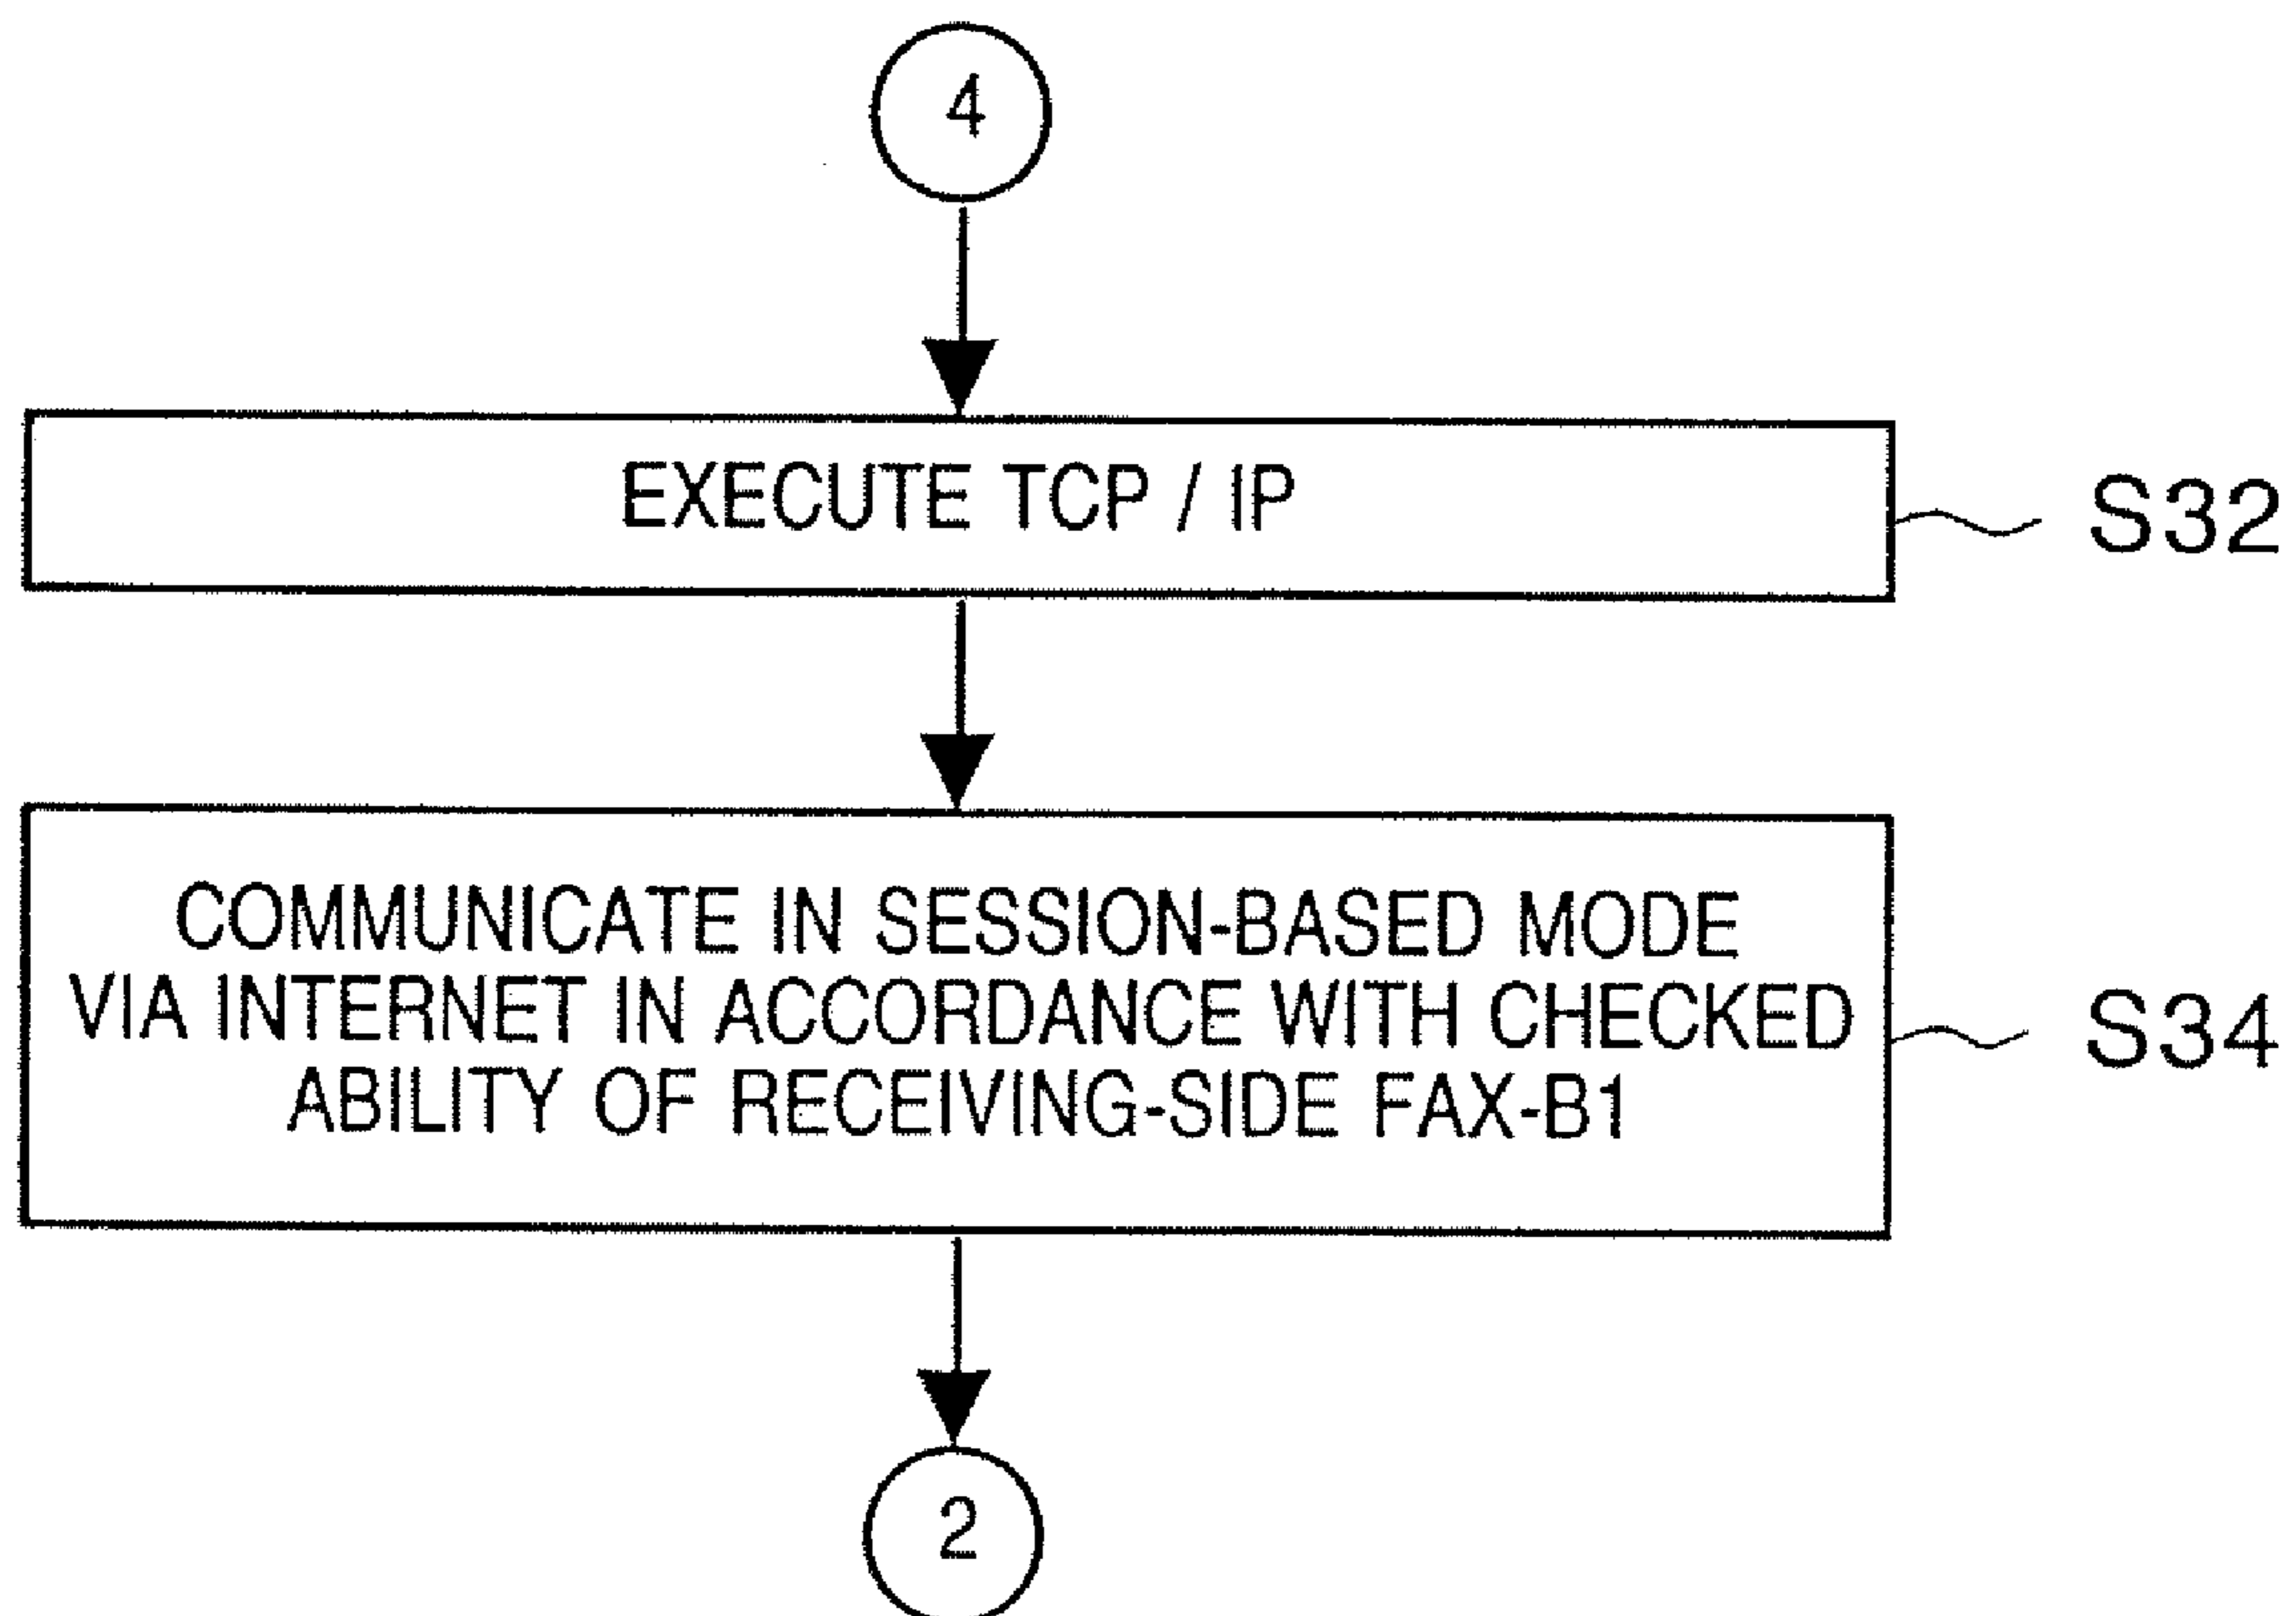 4
EXECUTE TCP / IP
S32
COMMUNICATE IN SESSION-BASED MODE
VIA INTERNET IN ACCORDANCE WITH CHECKED
ABILITY OF RECEIVING-SIDE FAX-B1
S34
2